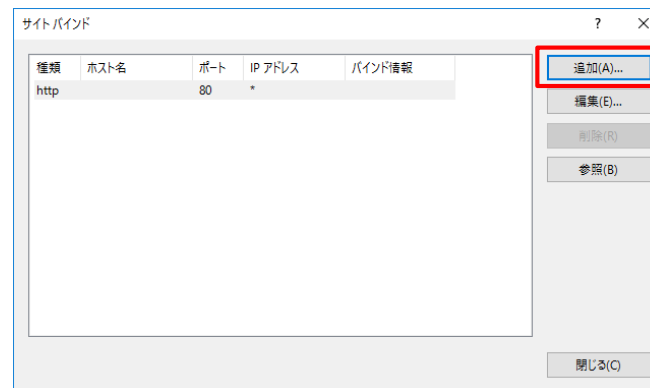 サイト バインド ? ×
種類 ホスト名 ポート IP アドレス バインド情報
http 80 *
追加(A)...
編集(E)...
削除(R)
参照(B)
閉じる(C)